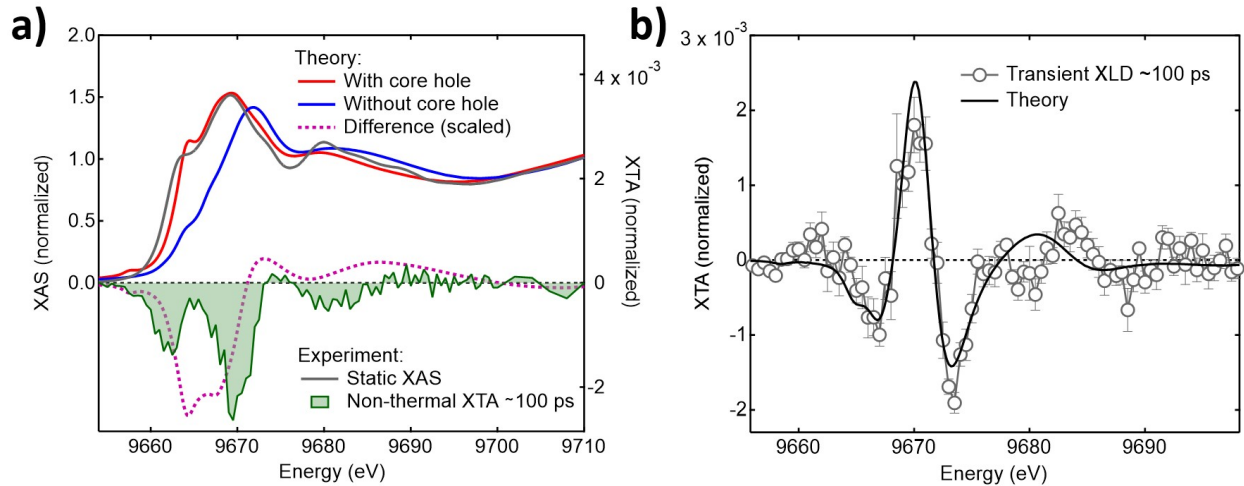 a)
2.0
1.5
1.0
0.5
0.0
XAS (normalized)
Theory:
With core hole
Without core hole
Difference (scaled)
4 x 10⁻³
2
0
-2
XTA (normalized)
Experiment:
Static XAS
Non-thermal XTA ~100 ps
9660 9670 9680 9690 9700 9710
Energy (eV)
b)
3 x 10⁻³
2
1
0
-1
-2
XTA (normalized)
Transient XLD ~100 ps
Theory
9660 9670 9680 9690
Energy (eV)